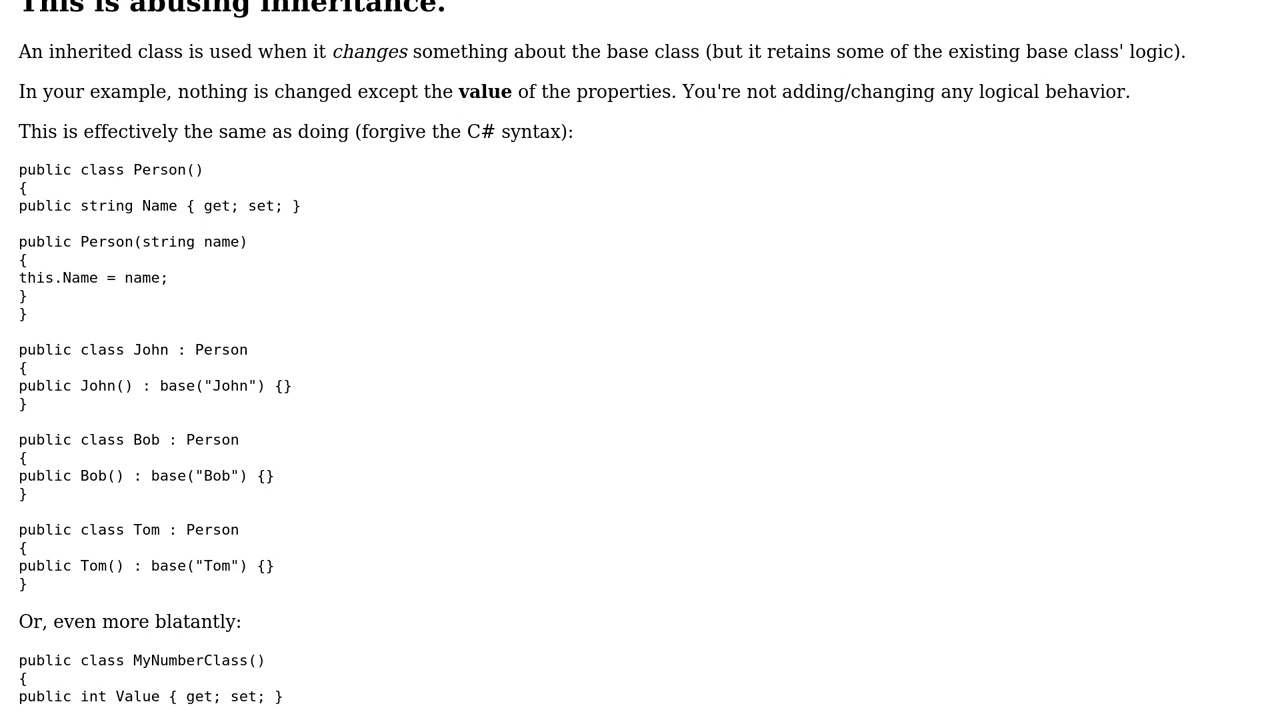 This is abusing inheritance.
An inherited class is used when it changes something about the base class (but it retains some of the existing base class' logic).
In your example, nothing is changed except the value of the properties. You're not adding/changing any logical behavior.
This is effectively the same as doing (forgive the C# syntax):
public class Person()
{
public string Name { get; set; }
public Person(string name)
{
this.Name = name;
}
}
public class John : Person
{
public John() : base("John") {}
}
public class Bob : Person
{
public Bob() : base("Bob") {}
}
public class Tom : Person
{
public Tom() : base("Tom") {}
}
Or, even more blatantly:
public class MyNumberClass()
{
public int Value { get; set; }